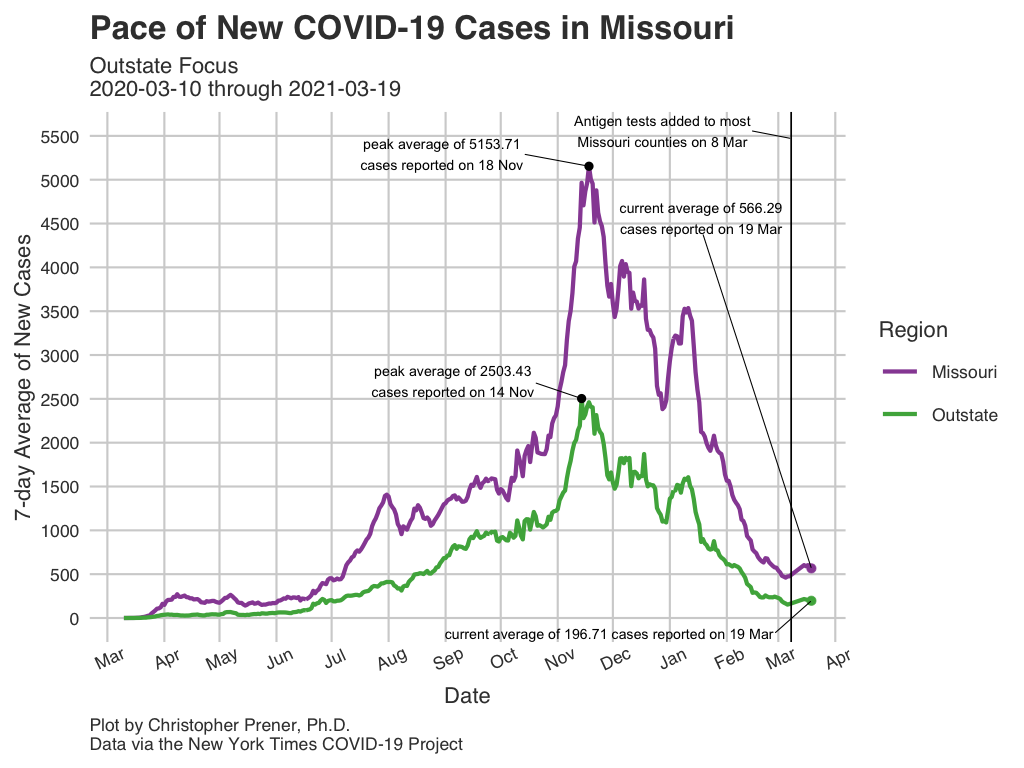 Pace of New COVID-19 Cases in Missouri
Outstate Focus
2020-03-10 through 2021-03-19
Antigen tests added to most
Missouri counties on 8 Mar
peak average of 5153.71
cases reported on 18 Nov
current average of 566.29
cases reported on 19 Mar
peak average of 2503.43
cases reported on 14 Nov
current average of 196.71 cases reported on 19 Mar
7-day Average of New Cases
5500
5000
4500
4000
3500
3000
2500
2000
1500
1000
500
0
Mar Apr May Jun Jul Aug Sep Oct Nov Dec Jan Feb Mar Apr
Date
Region
Missouri
Outstate
Plot by Christopher Prener, Ph.D.
Data via the New York Times COVID-19 Project